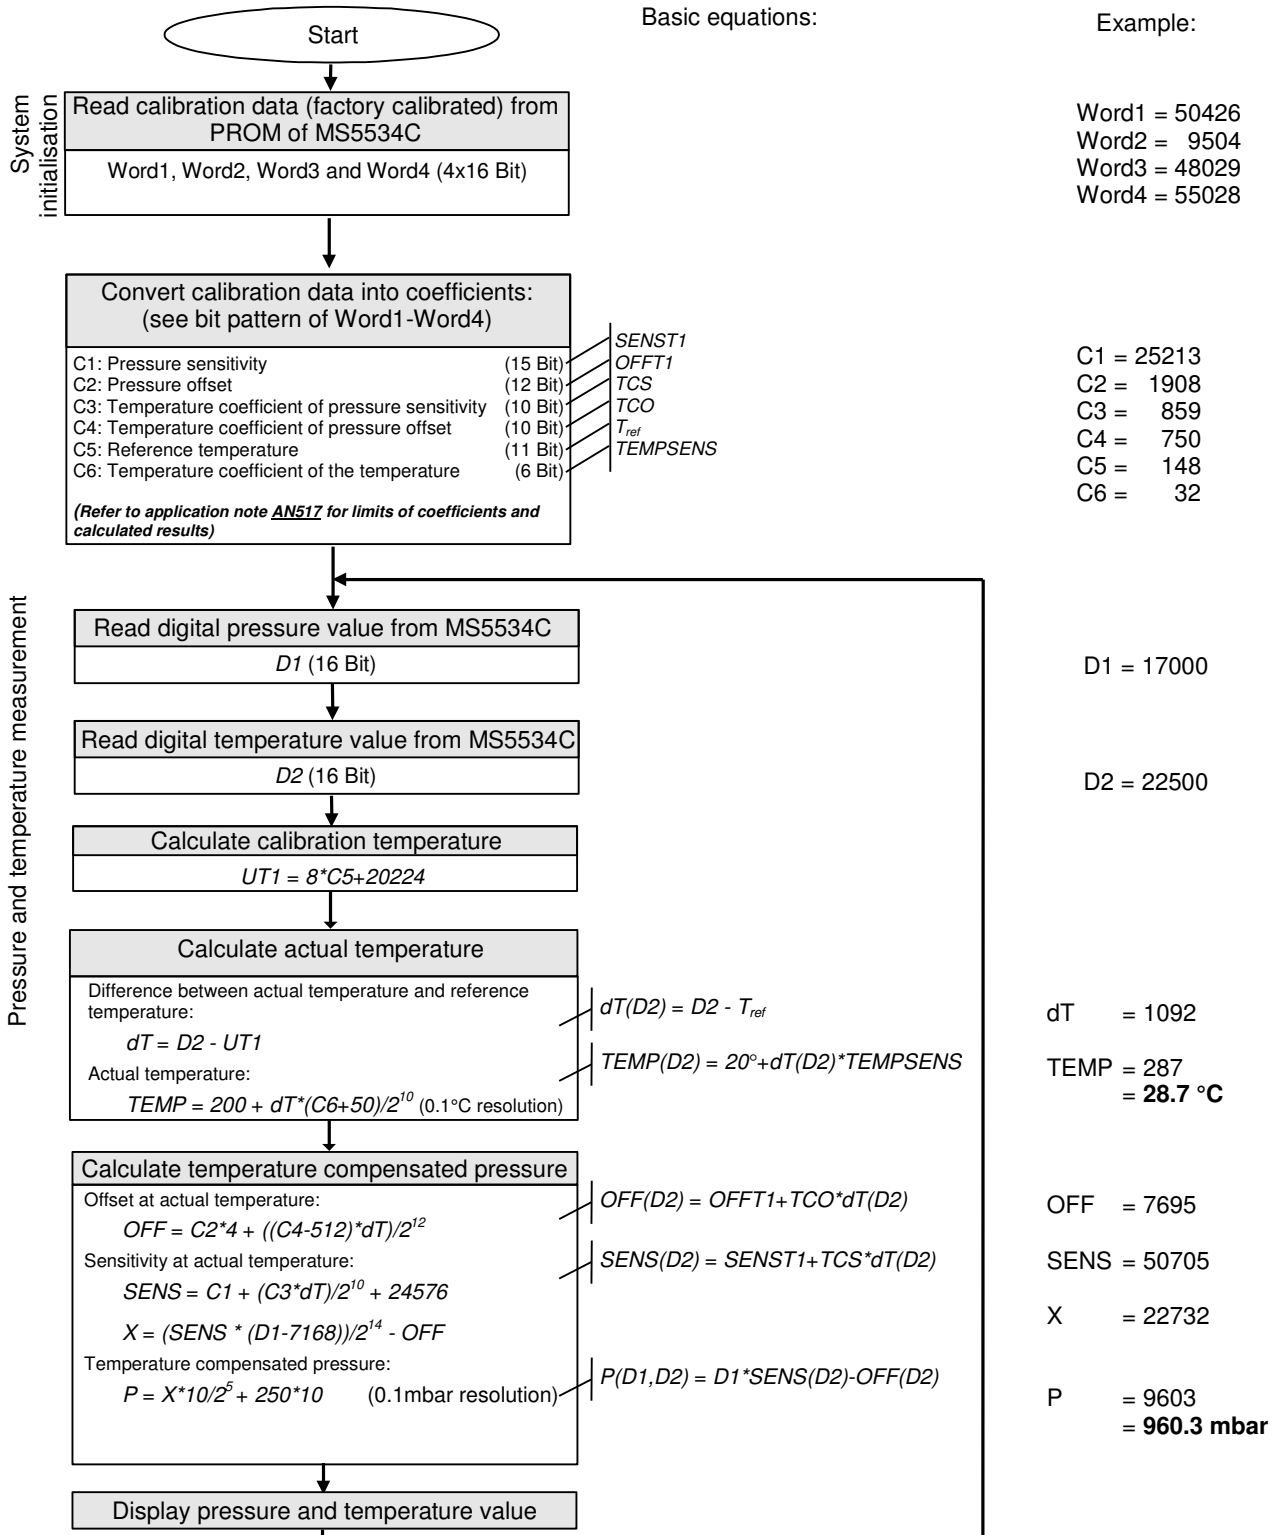 Basic equations:
Example:
Start
System initialisation
Read calibration data (factory calibrated) from
PROM of MS5534C
Word1, Word2, Word3 and Word4 (4x16 Bit)
Word1 = 50426
Word2 = 9504
Word3 = 48029
Word4 = 55028
Convert calibration data into coefficients:
(see bit pattern of Word1-Word4)
C1: Pressure sensitivity (15 Bit)
C2: Pressure offset (12 Bit)
C3: Temperature coefficient of pressure sensitivity (10 Bit)
C4: Temperature coefficient of pressure offset (10 Bit)
C5: Reference temperature (11 Bit)
C6: Temperature coefficient of the temperature (6 Bit)
(Refer to application note AN517 for limits of coefficients and
calculated results)
SENST1
OFFT1
TCS
TCO
Tref
TEMPSENS
C1 = 25213
C2 = 1908
C3 = 859
C4 = 750
C5 = 148
C6 = 32
Pressure and temperature measurement
Read digital pressure value from MS5534C
D1 (16 Bit)
D1 = 17000
Read digital temperature value from MS5534C
D2 (16 Bit)
D2 = 22500
Calculate calibration temperature
UT1 = 8*C5+20224
Calculate actual temperature
Difference between actual temperature and reference
temperature:
dT = D2 - UT1
Actual temperature:
TEMP = 200 + dT*(C6+50)/2^10 (0.1°C resolution)
dT(D2) = D2 - Tref
TEMP(D2) = 20°+dT(D2)*TEMPSENS
dT = 1092
TEMP = 287
= 28.7 °C
Calculate temperature compensated pressure
Offset at actual temperature:
OFF = C2*4 + ((C4-512)*dT)/2^12
Sensitivity at actual temperature:
SENS = C1 + (C3*dT)/2^10 + 24576
X = (SENS * (D1-7168))/2^14 - OFF
Temperature compensated pressure:
P = X*10/2^5 + 250*10 (0.1mbar resolution)
OFF(D2) = OFFT1+TCO*dT(D2)
SENS(D2) = SENST1+TCS*dT(D2)
P(D1,D2) = D1*SENS(D2)-OFF(D2)
OFF = 7695
SENS = 50705
X = 22732
P = 9603
= 960.3 mbar
Display pressure and temperature value